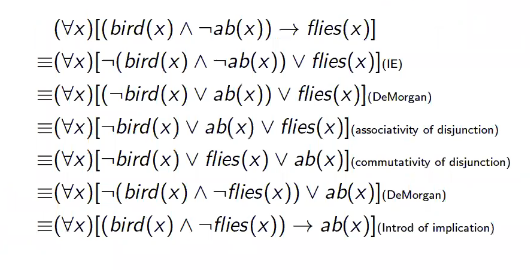 (∀x)[(bird(x) ∧ ¬ab(x)) → flies(x)]
≡(∀x)[¬(bird(x) ∧ ¬ab(x)) ∨ flies(x)](IE)
≡(∀x)[(¬bird(x) ∨ ab(x)) ∨ flies(x)](DeMorgan)
≡(∀x)[¬bird(x) ∨ ab(x) ∨ flies(x)](associativity of disjunction)
≡(∀x)[¬bird(x) ∨ flies(x) ∨ ab(x)](commutativity of disjunction)
≡(∀x)[¬(bird(x) ∧ ¬flies(x)) ∨ ab(x)](DeMorgan)
≡(∀x)[(bird(x) ∧ ¬flies(x)) → ab(x)](Introd of implication)